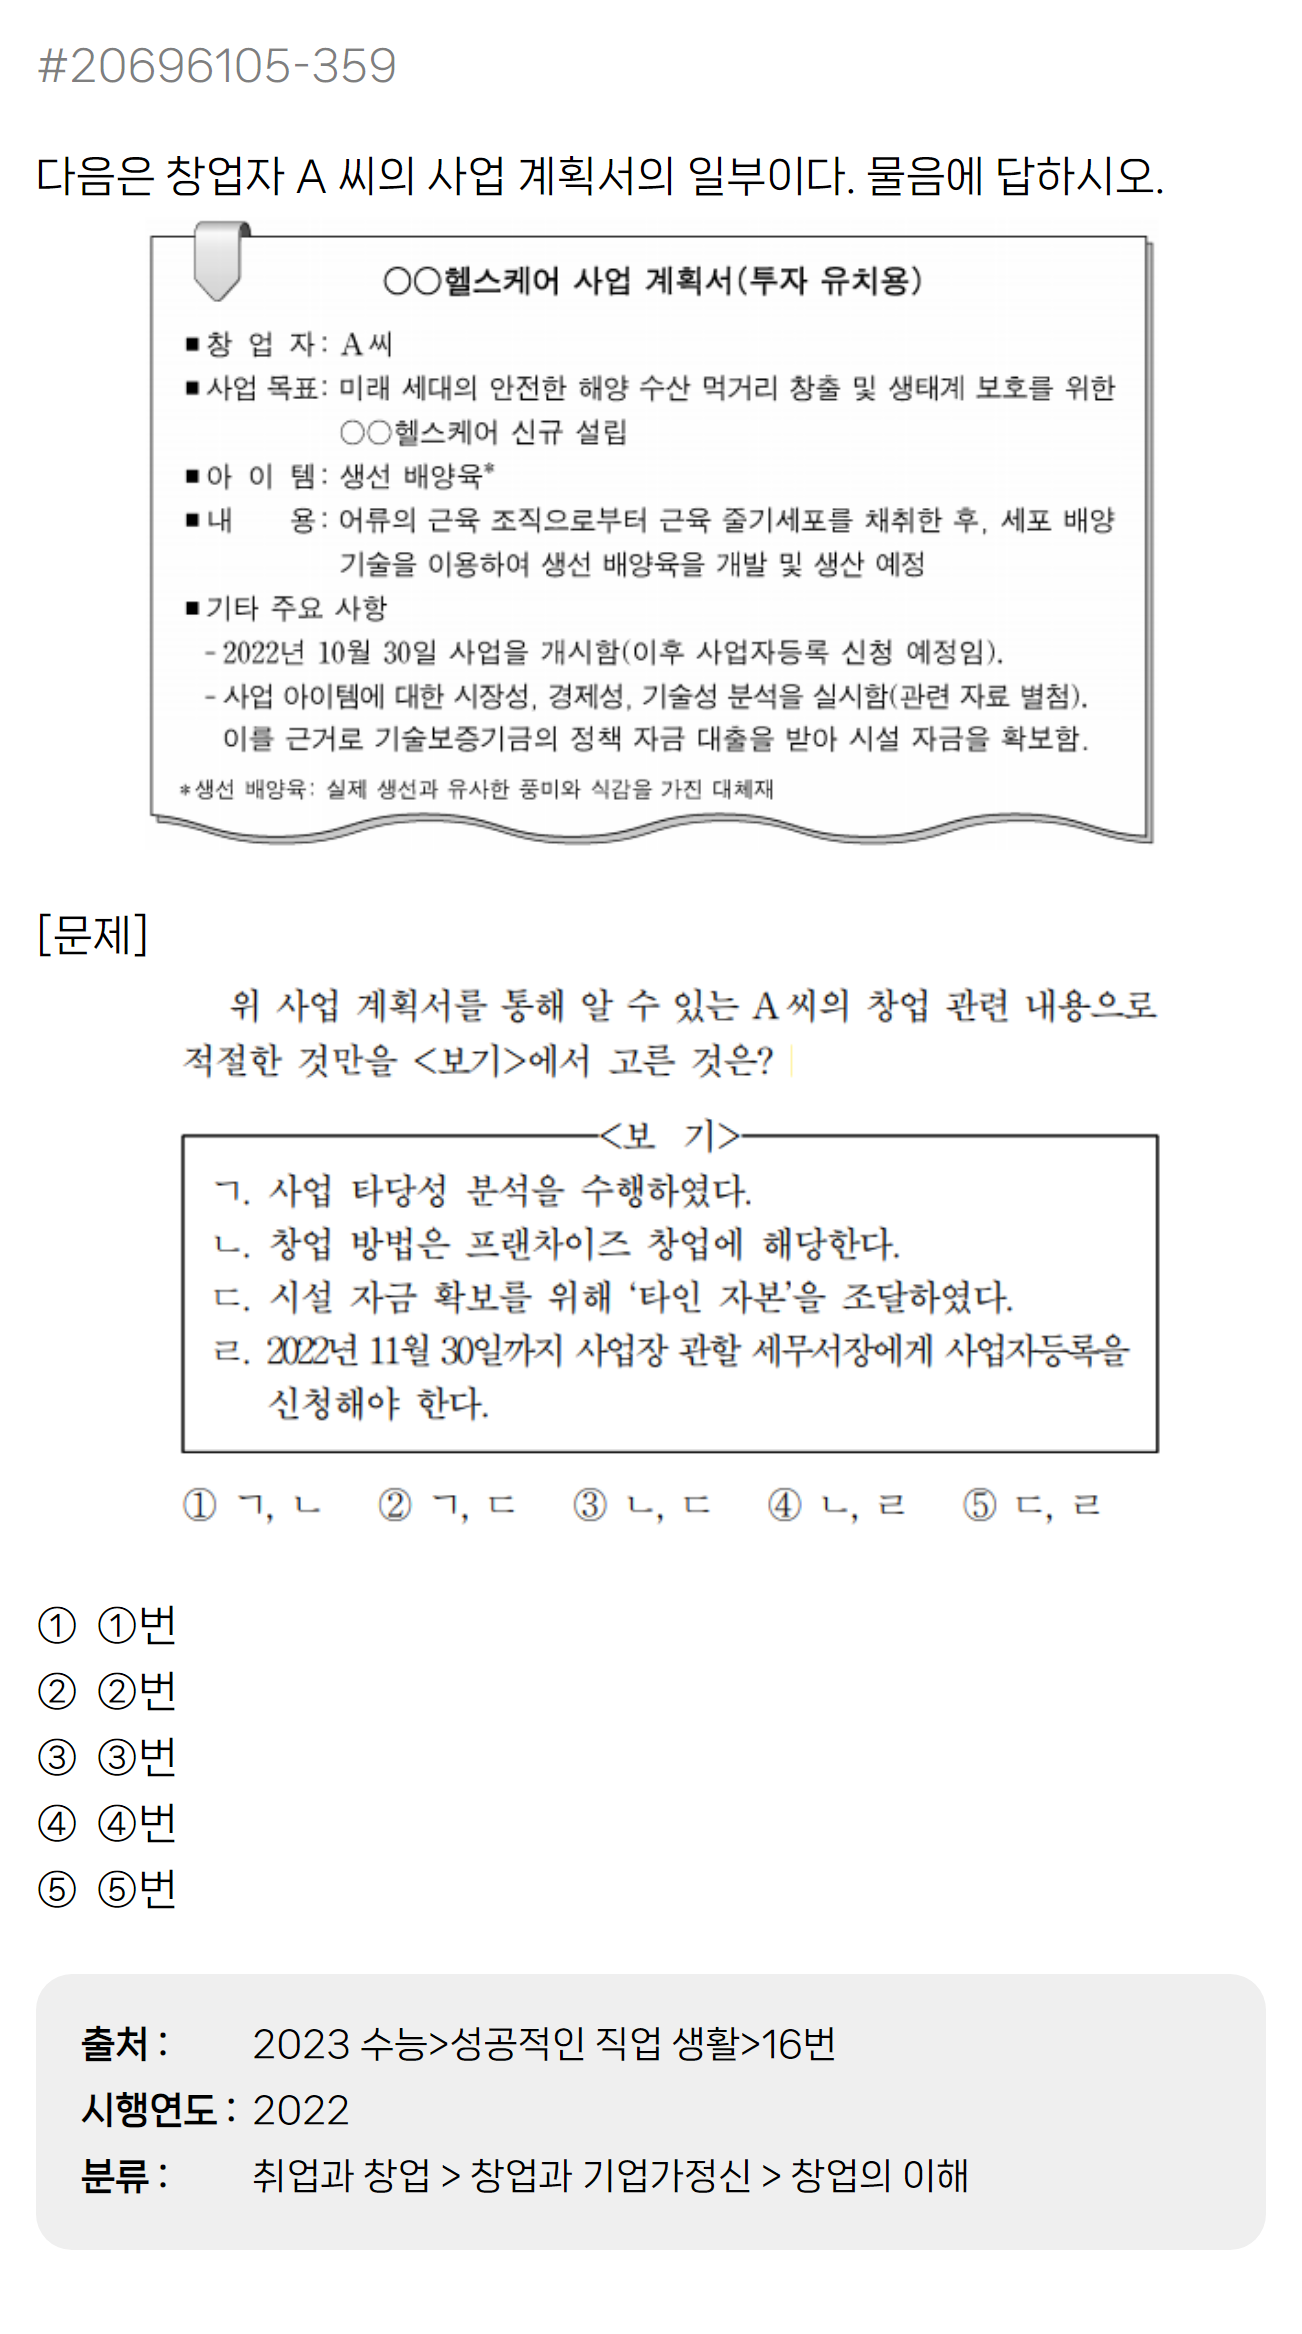 #20696105-359
다음은 창업자 A 씨의 사업 계획서의 일부이다. 물음에 답하시오.
○○헬스케어 사업 계획서(투자 유치용)
■창 업 자: A씨
■사업 목표: 미래 세대의 안전한 해양 수산 먹거리 창출 및 생태계 보호를 위한
○○헬스케어 신규 설립
■아 이 템: 생선 배양육*
■내 용: 어류의 근육 조직으로부터 근육 줄기세포를 채취한 후, 세포 배양
기술을 이용하여 생선 배양육을 개발 및 생산 예정
■기타 주요 사항
- 2022년 10월 30일 사업을 개시함(이후 사업자등록 신청 예정임).
- 사업 아이템에 대한 시장성, 경제성, 기술성 분석을 실시함(관련 자료 별첨).
이를 근거로 기술보증기금의 정책 자금 대출을 받아 시설 자금을 확보함.
*생선 배양육: 실제 생선과 유사한 풍미와 식감을 가진 대체재
[문제]
위 사업 계획서를 통해 알 수 있는 A씨의 창업 관련 내용으로
적절한 것만을 <보기>에서 고른 것은?
<보 기>
ㄱ. 사업 타당성 분석을 수행하였다.
ㄴ. 창업 방법은 프랜차이즈 창업에 해당한다.
ㄷ. 시설 자금 확보를 위해 '타인 자본'을 조달하였다.
ㄹ. 2022년 11월 30일까지 사업장 관할 세무서장에게 사업자등록을
신청해야 한다.
① ㄱ, ㄴ ② ㄱ, ㄷ ③ ㄴ, ㄷ ④ ㄴ, ㄹ ⑤ ㄷ, ㄹ
① ①번
② ②번
③ ③번
④ ④번
⑤ ⑤번
출처 : 2023 수능>성공적인 직업 생활>16번
시행연도 : 2022
분류 : 취업과 창업 > 창업과 기업가정신 > 창업의 이해